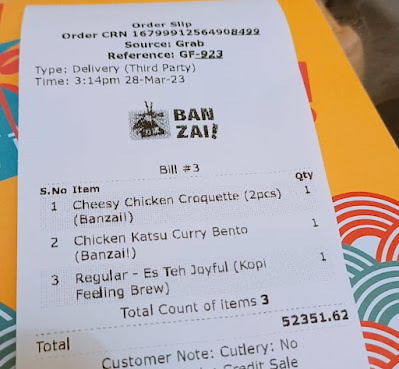 Order Slip
Order CRN 16799912564908499
Source: Grab
Reference: GF-923
Type: Delivery (Third Party)
Time: 3:14pm 28-Mar-23
BAN
ZAI!
Bill #3
S.No Item Qty
1 Cheesy Chicken Croquette (2pcs) 1
(Banzai!)
2 Chicken Katsu Curry Bento 1
(Banzai!)
3 Regular - Es Teh Joyful (Kopi 1
Feeling Brew)
Total Count of items 3
52351.62
Total
Customer Note: Cutlery: No
Credit Sale